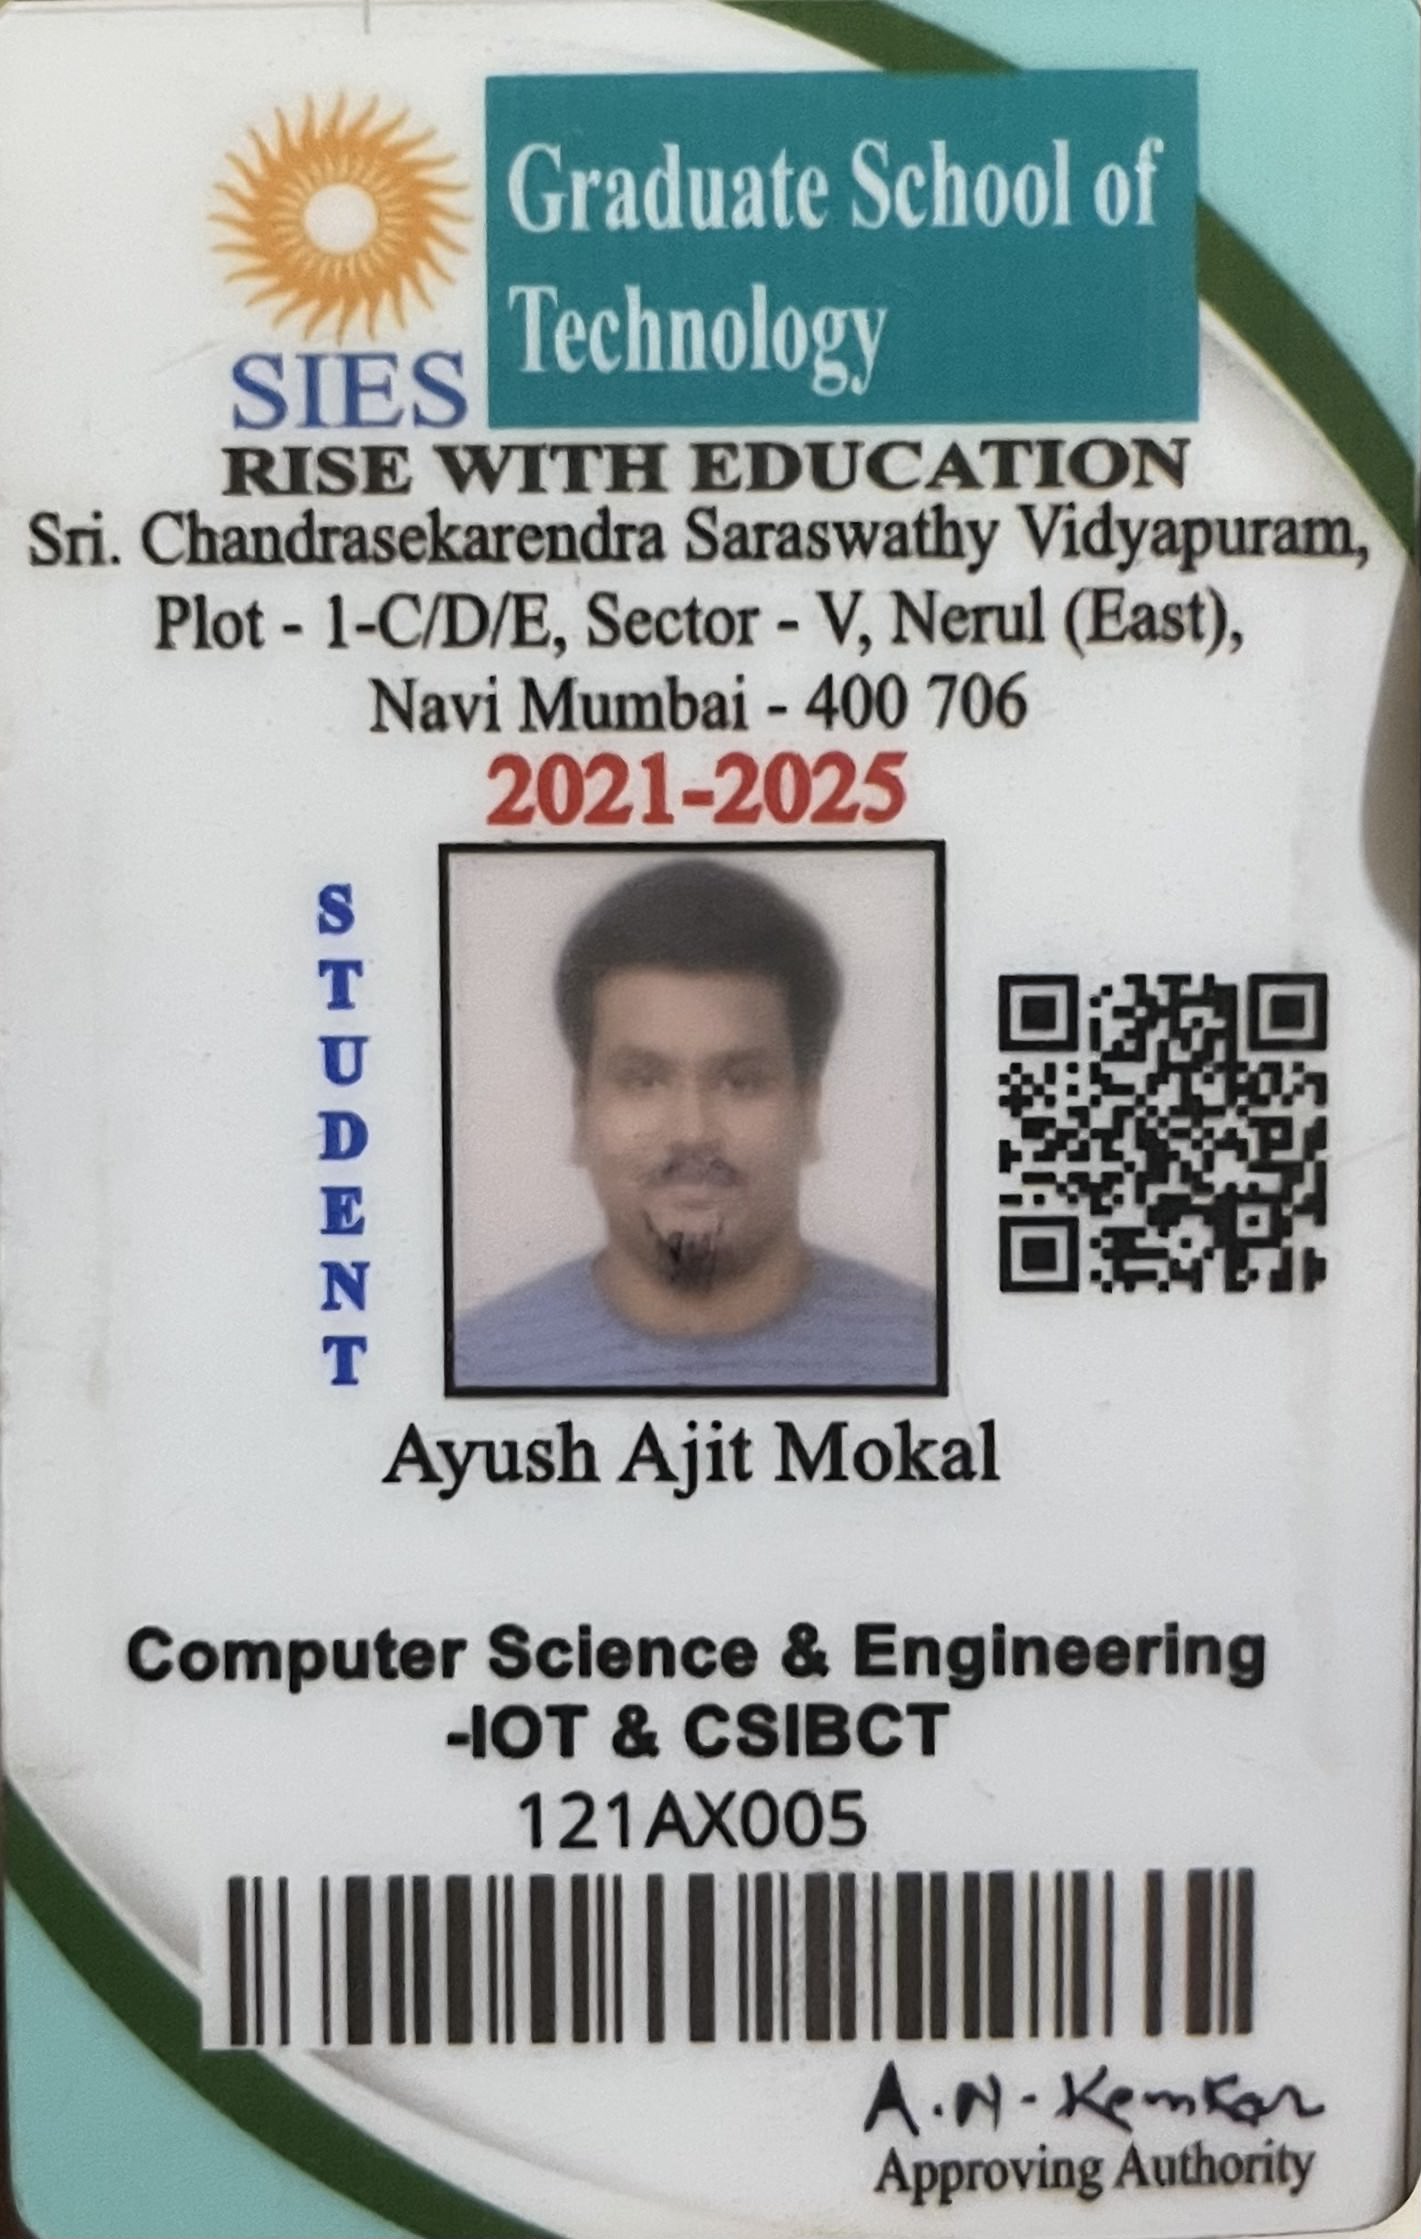 Graduate School of
Technology
SIES
RISE WITH EDUCATION
Sri. Chandrasekarendra Saraswathy Vidyapuram,
Plot - 1-C/D/E, Sector - V, Nerul (East),
Navi Mumbai - 400 706
2021-2025
STUDENT
Ayush Ajit Mokal
Computer Science & Engineering
-IOT & CSIBCT
121AX005
A.N-Kemkar
Approving Authority